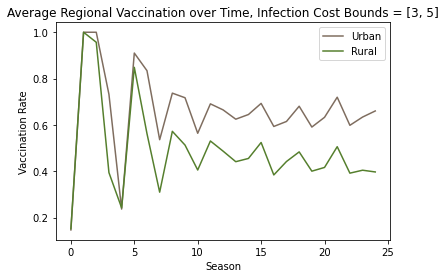 Average Regional Vaccination over Time, Infection Cost Bounds = [3, 5]
Urban
Rural
1.0
0.8
0.6
0.4
0.2
Vaccination Rate
0
5
10
15
20
25
Season